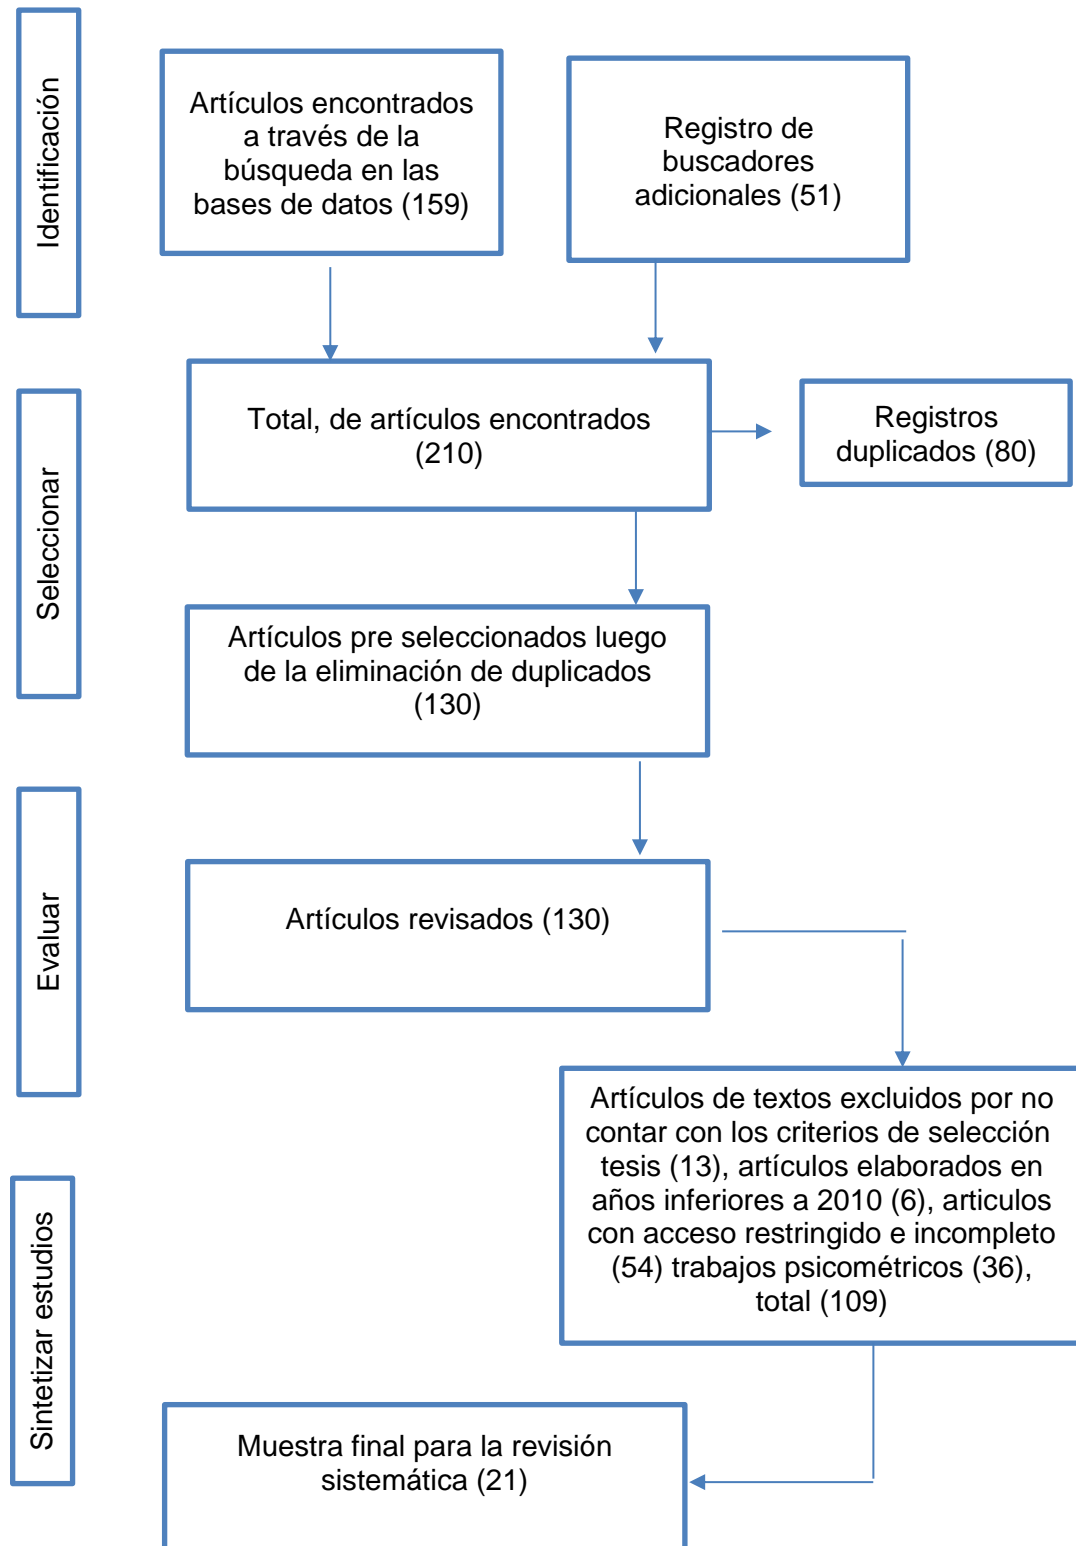 Identificación
Artículos encontrados
a través de la
búsqueda en las
bases de datos (159)
Registro de
buscadores
adicionales (51)
Seleccionar
Total, de artículos encontrados
(210)
Registros
duplicados (80)
Artículos pre seleccionados luego
de la eliminación de duplicados
(130)
Evaluar
Artículos revisados (130)
Artículos de textos excluidos por no
contar con los criterios de selección
tesis (13), artículos elaborados en
años inferiores a 2010 (6), articulos
con acceso restringido e incompleto
(54) trabajos psicométricos (36),
total (109)
Sintetizar estudios
Muestra final para la revisión
sistemática (21)